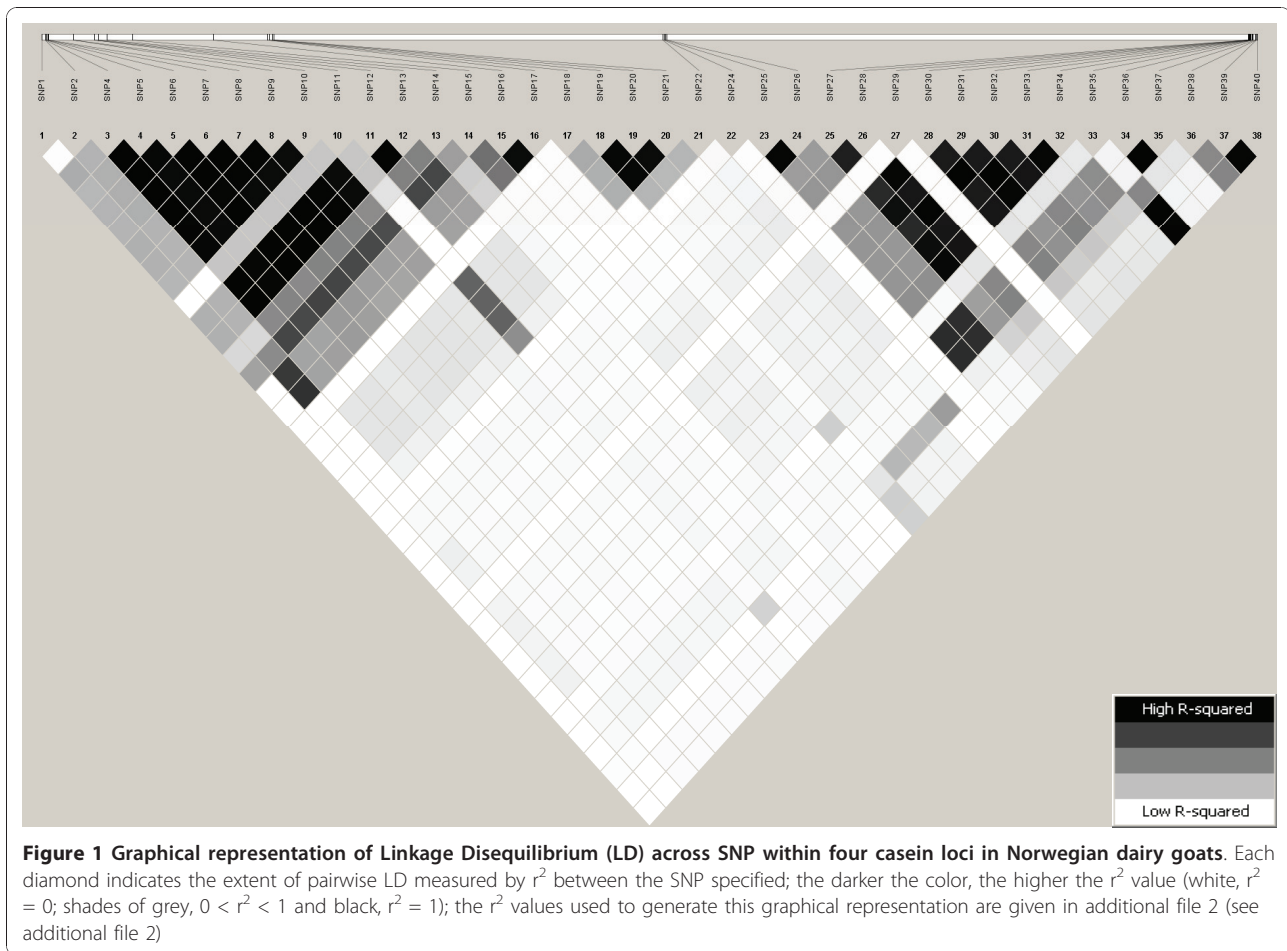 SNP1 SNP2 SNP4 SNP5 SNP6 SNP7 SNP8 SNP9 SNP10 SNP11 SNP12 SNP13 SNP14 SNP15 SNP16 SNP17 SNP18 SNP19 SNP20 SNP21 SNP22 SNP24 SNP25 SNP26 SNP27 SNP28 SNP29 SNP30 SNP31 SNP32 SNP33 SNP34 SNP35 SNP36 SNP37 SNP38 SNP39 SNP40
1 2 3 4 5 6 7 8 9 10 11 12 13 14 15 16 17 18 19 20 21 22 23 24 25 26 27 28 29 30 31 32 33 34 35 36 37 38
High R-squared
Low R-squared
Figure 1 Graphical representation of Linkage Disequilibrium (LD) across SNP within four casein loci in Norwegian dairy goats. Each
diamond indicates the extent of pairwise LD measured by r² between the SNP specified; the darker the color, the higher the r² value (white, r²
= 0; shades of grey, 0 < r² < 1 and black, r² = 1); the r² values used to generate this graphical representation are given in additional file 2 (see
additional file 2)